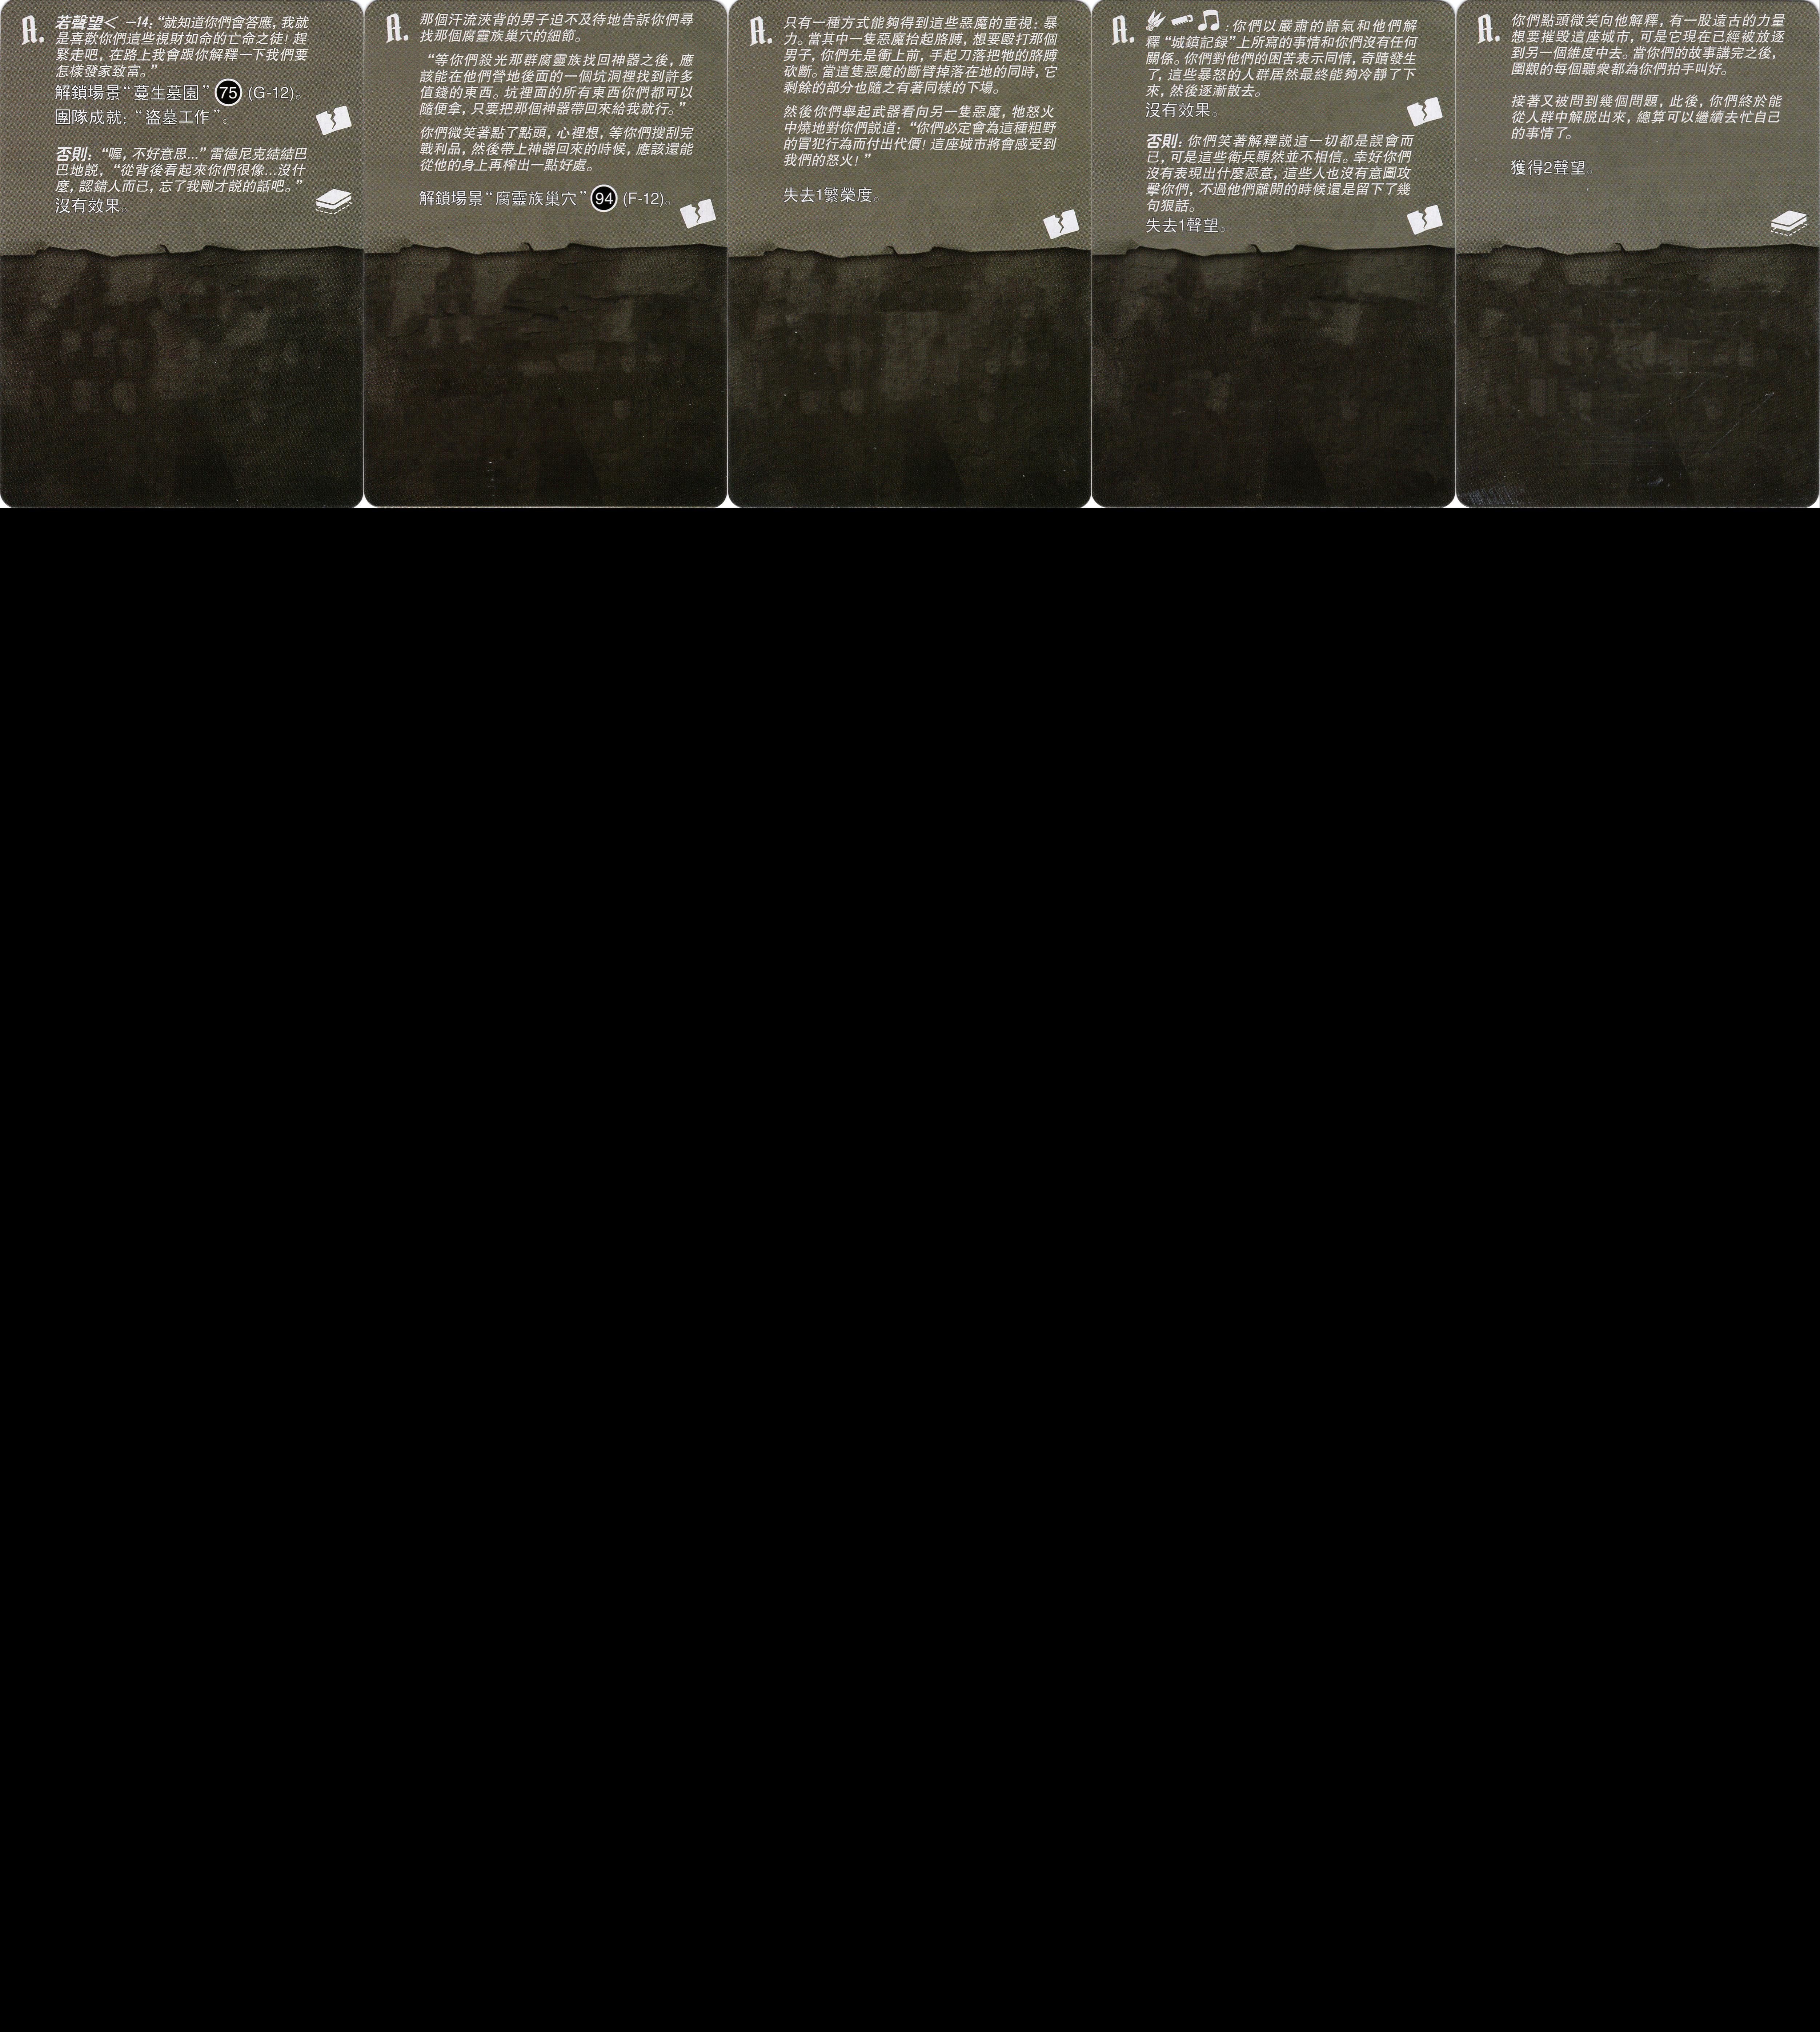 A.
若聲望＜ －14：“就知道你們會答應，我就
是喜歡你們這些視財如命的亡命之徒！趕
緊走吧，在路上我會跟你解釋一下我們要
怎樣發家致富。”
解鎖場景“蔓生墓園” 75 (G-12)。
團隊成就：“盜墓工作”。
否則：“喔，不好意思...”雷德尼克結結巴
巴地説，“從背後看起來你們很像...沒什
麼，認錯人而已，忘了我剛才説的話吧。”
沒有效果。
A.
那個汗流浹背的男子迫不及待地告訴你們尋
找那個腐靈族巢穴的細節。
“等你們殺光那群腐靈族找回神器之後，應
該能在他們營地後面的一個坑洞裡找到許多
值錢的東西。坑裡面的所有東西你們都可以
隨便拿，只要把那個神器帶回來給我就行。”
你們微笑著點了點頭，心裡想，等你們搜刮完
戰利品，然後帶上神器回來的時候，應該還能
從他的身上再榨出一點好處。
解鎖場景“腐靈族巢穴” 94 (F-12)。
A.
只有一種方式能夠得到這些惡魔的重視：暴
力。當其中一隻惡魔抬起胳膊，想要毆打那個
男子，你們先是衝上前，手起刀落把牠的胳膊
砍斷。當這隻惡魔的斷臂掉落在地的同時，它
剩餘的部分也隨之有著同樣的下場。
然後你們舉起武器看向另一隻惡魔，牠怒火
中燒地對你們説道：“你們必定會為這種粗野
的冒犯行為而付出代價！這座城市將會感受到
我們的怒火！”
失去1繁榮度。
A.
：你們以嚴肅的語氣和他們解
釋“城鎮記録”上所寫的事情和你們沒有任何
關係。你們對他們的困苦表示同情，奇蹟發生
了，這些暴怒的人群居然最終能夠冷靜了下
來，然後逐漸散去。
沒有效果。
否則：你們笑著解釋説這一切都是誤會而
已，可是這些衛兵顯然並不相信。幸好你們
沒有表現出什麼惡意，這些人也沒有意圖攻
擊你們，不過他們離開的時候還是留下了幾
句狠話。
失去1聲望。
A.
你們點頭微笑向他解釋，有一股遠古的力量
想要摧毀這座城市，可是它現在已經被放逐
到另一個維度中去。當你們的故事講完之後，
圍觀的每個聽衆都為你們拍手叫好。
接著又被問到幾個問題，此後，你們終於能
從人群中解脱出來，總算可以繼續去忙自己
的事情了。
獲得2聲望。